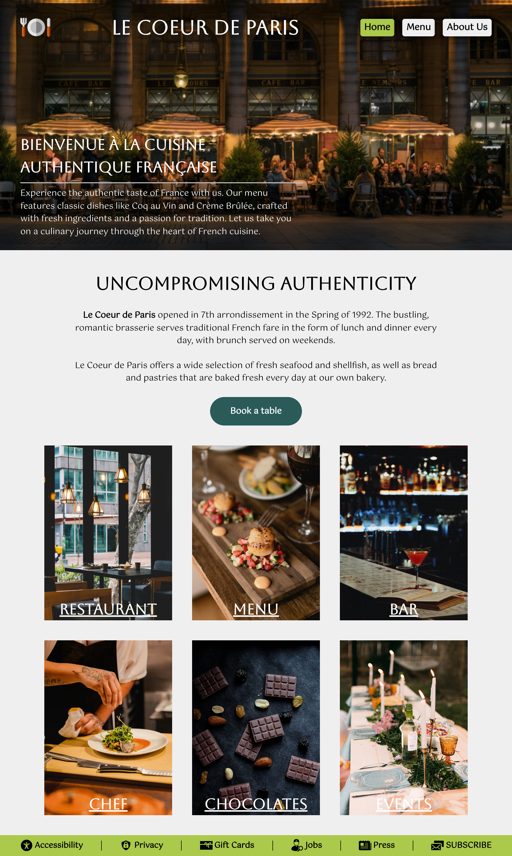 LE COEUR DE PARIS
Home
Menu
About Us
BIENVENUE À LA CUISINE
AUTHENTIQUE FRANÇAISE
Experience the authentic taste of France with us. Our menu
features classic dishes like Coq au Vin and Crème Brûlée, crafted
with fresh ingredients and a passion for tradition. Let us take you
on a culinary journey through the heart of French cuisine.
UNCOMPROMISING AUTHENTICITY
Le Coeur de Paris opened in 7th arrondissement in the Spring of 1992. The bustling,
romantic brasserie serves traditional French fare in the form of lunch and dinner every
day, with brunch served on weekends.
Le Coeur de Paris offers a wide selection of fresh seafood and shellfish, as well as bread
and pastries that are baked fresh every day at our own bakery.
Book a table
RESTAURANT
MENU
BAR
CHEF
CHOCOLATES
EVENTS
Accessibility
Privacy
Gift Cards
Jobs
Press
SUBSCRIBE